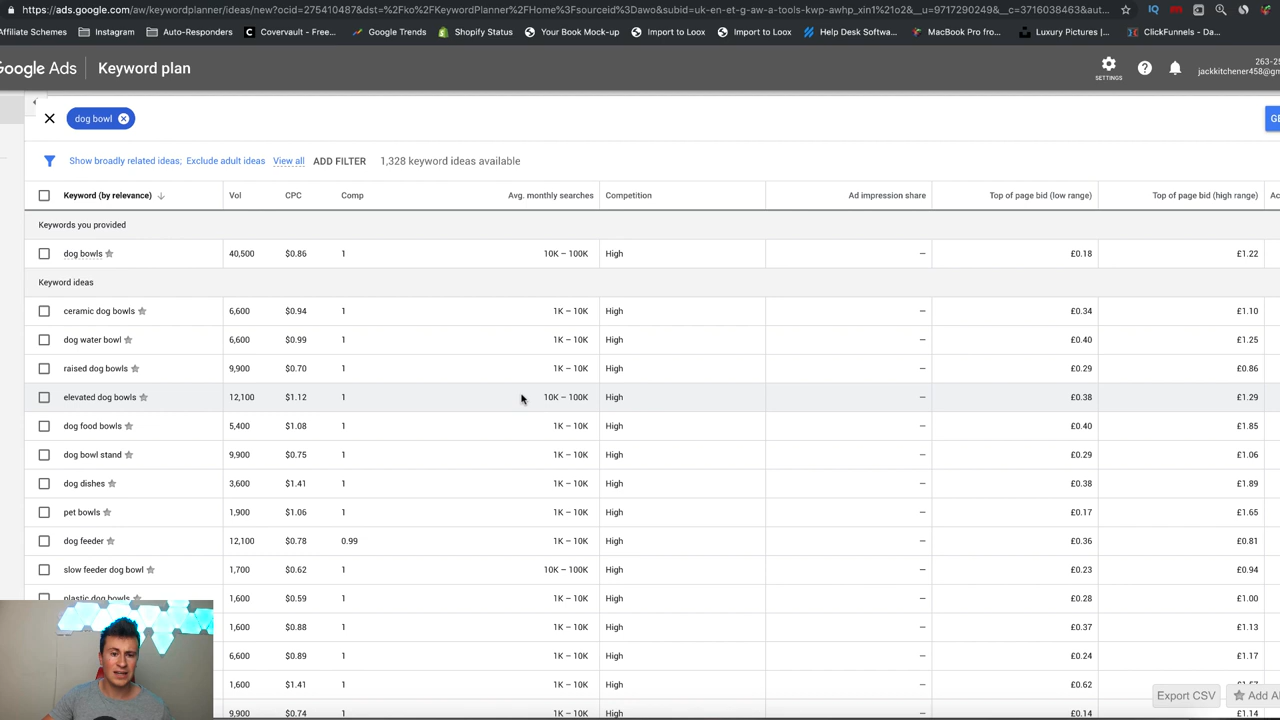 https://ads.google.com/aw/keywordplanner/ideas/new?ocid=275410487&dst=%2Fko%2FKeywordPlanner%2FHome%3Fsourceid%3Dawo&subid=uk-en-et-g-aw-a-tools-kwp-awhp_xin1%21o2&__u=9717290249&__c=3716038463&aut...
Affiliate Schemes Instagram Auto-Responders Covervault - Free... Google Trends Shopify Status Your Book Mock-up Import to Loox Import to Loox Help Desk Softwa... MacBook Pro fro... Luxury Pictures |... ClickFunnels - Da...
Google Ads Keyword plan
SETTINGS
263-25
jackkitchener458@gm
dog bowl
GE
Show broadly related ideas; Exclude adult ideas View all ADD FILTER 1,328 keyword ideas available
Keyword (by relevance) Vol CPC Comp Avg. monthly searches Competition Ad impression share Top of page bid (low range) Top of page bid (high range) Ac
Keywords you provided
dog bowls 40,500 $0.86 1 10K – 100K High – £0.18 £1.22
Keyword ideas
ceramic dog bowls 6,600 $0.94 1 1K – 10K High – £0.34 £1.10
dog water bowl 6,600 $0.99 1 1K – 10K High – £0.40 £1.25
raised dog bowls 9,900 $0.70 1 1K – 10K High – £0.29 £0.86
elevated dog bowls 12,100 $1.12 1 10K – 100K High – £0.38 £1.29
dog food bowls 5,400 $1.08 1 1K – 10K High – £0.40 £1.85
dog bowl stand 9,900 $0.75 1 1K – 10K High – £0.29 £1.06
dog dishes 3,600 $1.41 1 1K – 10K High – £0.38 £1.89
pet bowls 1,900 $1.06 1 1K – 10K High – £0.17 £1.65
dog feeder 12,100 $0.78 0.99 1K – 10K High – £0.36 £0.81
slow feeder dog bowl 1,700 $0.62 1 10K – 100K High – £0.23 £0.94
plastic dog bowls 1,600 $0.59 1 1K – 10K High – £0.28 £1.00
1,600 $0.88 1 1K – 10K High – £0.37 £1.13
6,600 $0.89 1 1K – 10K High – £0.24 £1.17
1,600 $1.41 1 1K – 10K High – £0.62
Export CSV Add Al
9,900 $0.74 1 1K – 10K High – £0.14 £1.14